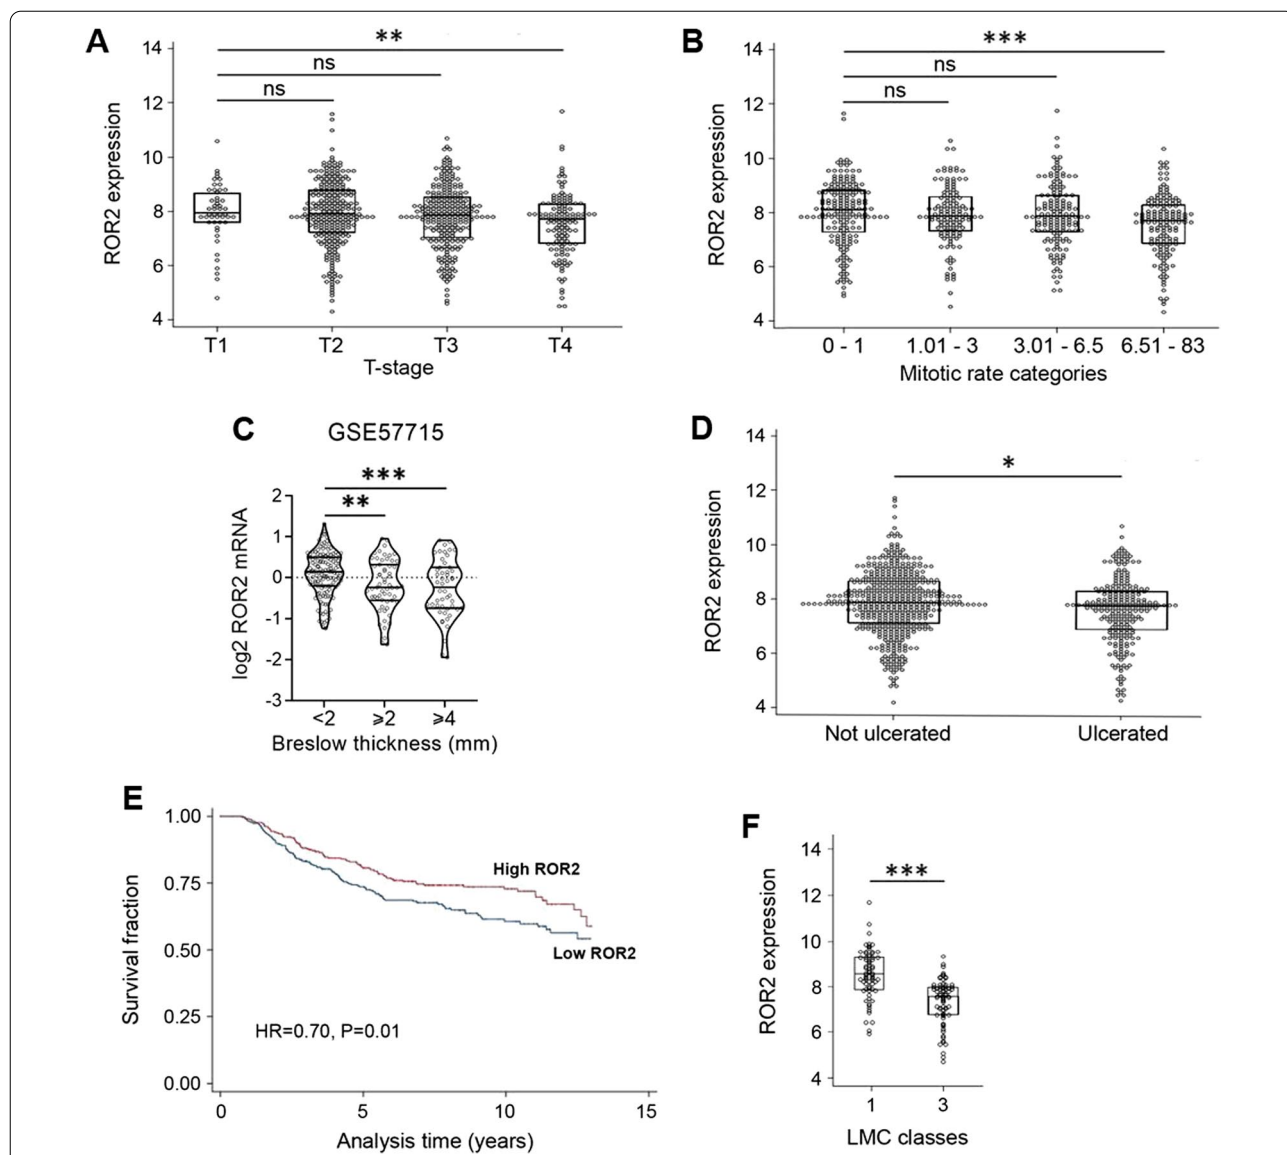 A
14
12
10
8
6
4
ROR2 expression
**
ns
ns
T1 T2 T3 T4
T-stage
B
14
12
10
8
6
4
ROR2 expression
***
ns
ns
0 - 1 1.01 - 3 3.01 - 6.5 6.51 - 83
Mitotic rate categories
C
GSE57715
***
**
2
1
0
-1
-2
-3
log2 ROR2 mRNA
<2 ⩾2 ⩾4
Breslow thickness (mm)
D
14
12
10
8
6
4
ROR2 expression
*
Not ulcerated Ulcerated
E
1.00
0.75
0.50
0.25
0.00
Survival fraction
High ROR2
Low ROR2
HR=0.70, P=0.01
0 5 10 15
Analysis time (years)
F
14
12
10
8
6
4
ROR2 expression
***
1 3
LMC classes